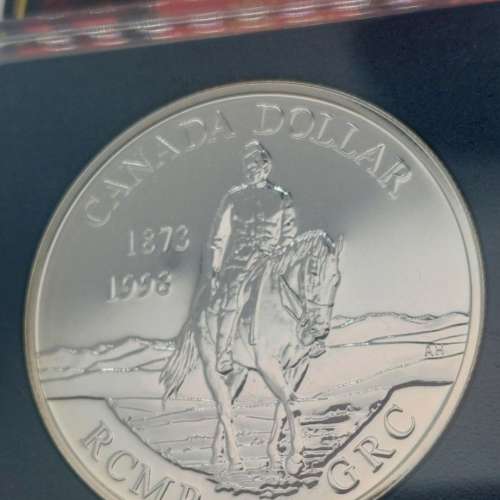 CANADA DOLLAR
1873
1998
AH
RCMP GRC